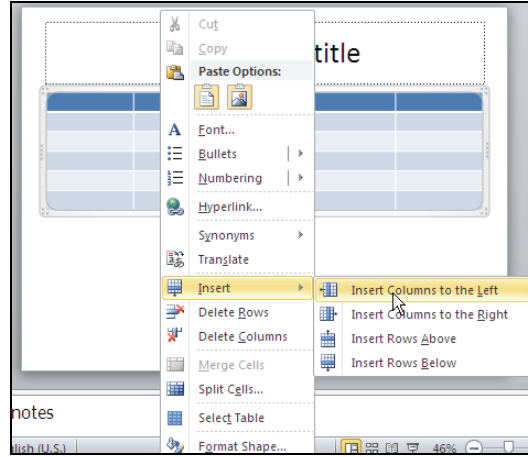 Cut
Copy
title
Paste Options:
A Font...
Bullets
Numbering
Hyperlink...
Synonyms
Translate
Insert
Insert Columns to the Left
Delete Rows
Insert Columns to the Right
Delete Columns
Insert Rows Above
Merge Cells
Insert Rows Below
Split Cells...
notes
Select Table
lish (U.S.)
Format Shape...
46%